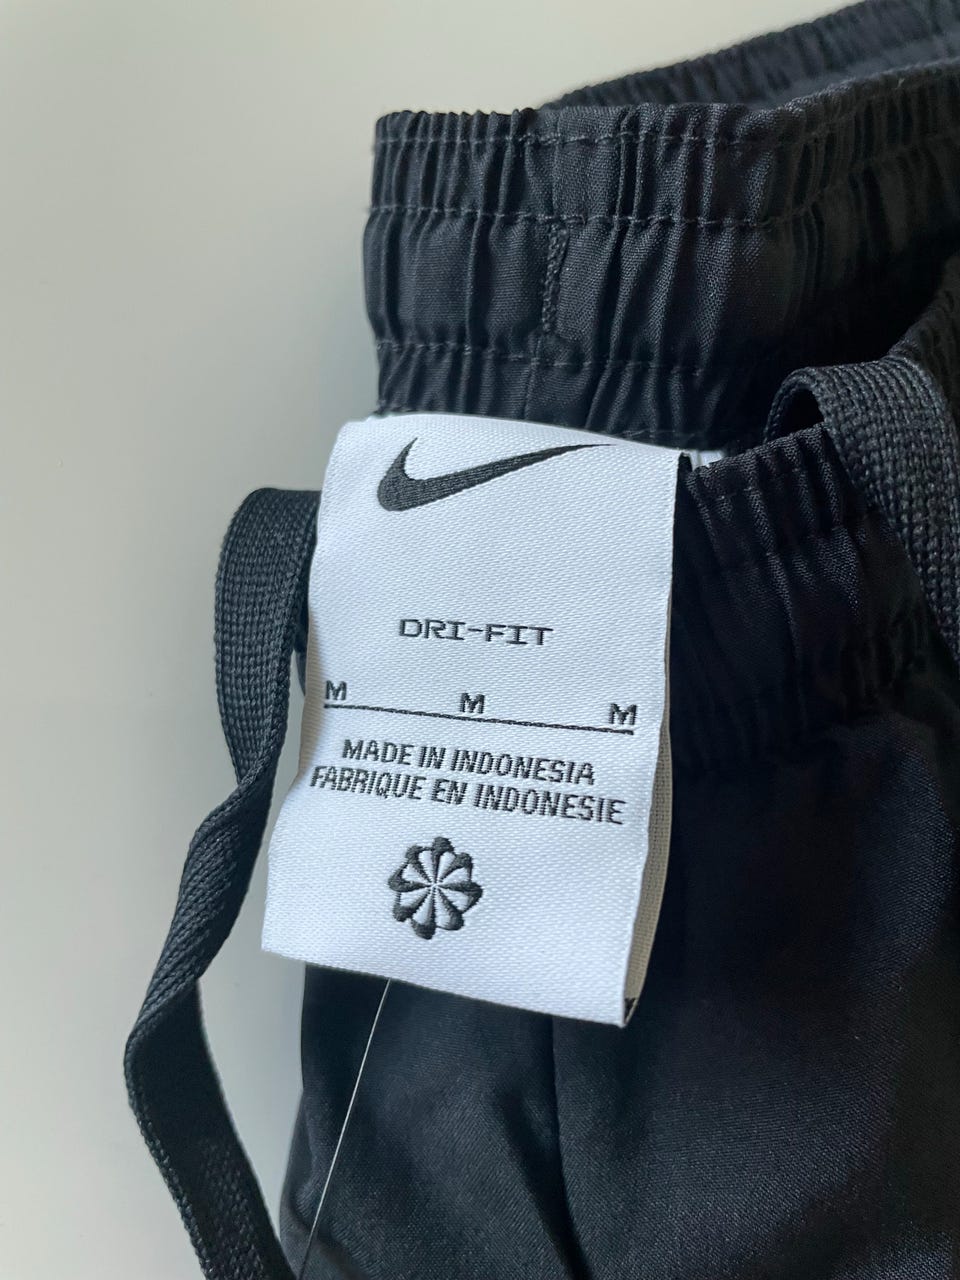 DRI-FIT
M M M
MADE IN INDONESIA
FABRIQUE EN INDONESIE